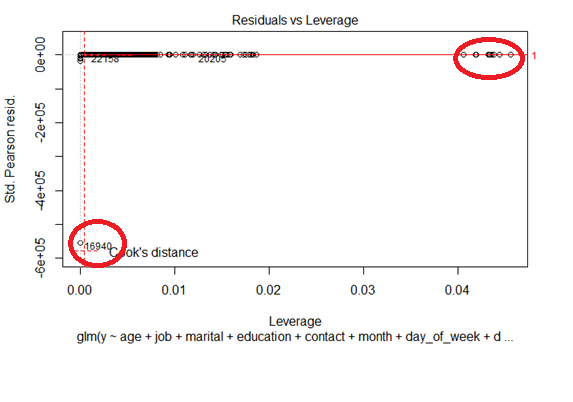 Residuals vs Leverage
Std. Pearson resid.
0e+00
-2e+05
-4e+05
-6e+05
22158
20205
1
16940
Cook's distance
0.00 0.01 0.02 0.03 0.04
Leverage
glm(y ~ age + job + marital + education + contact + month + day_of_week + d ...